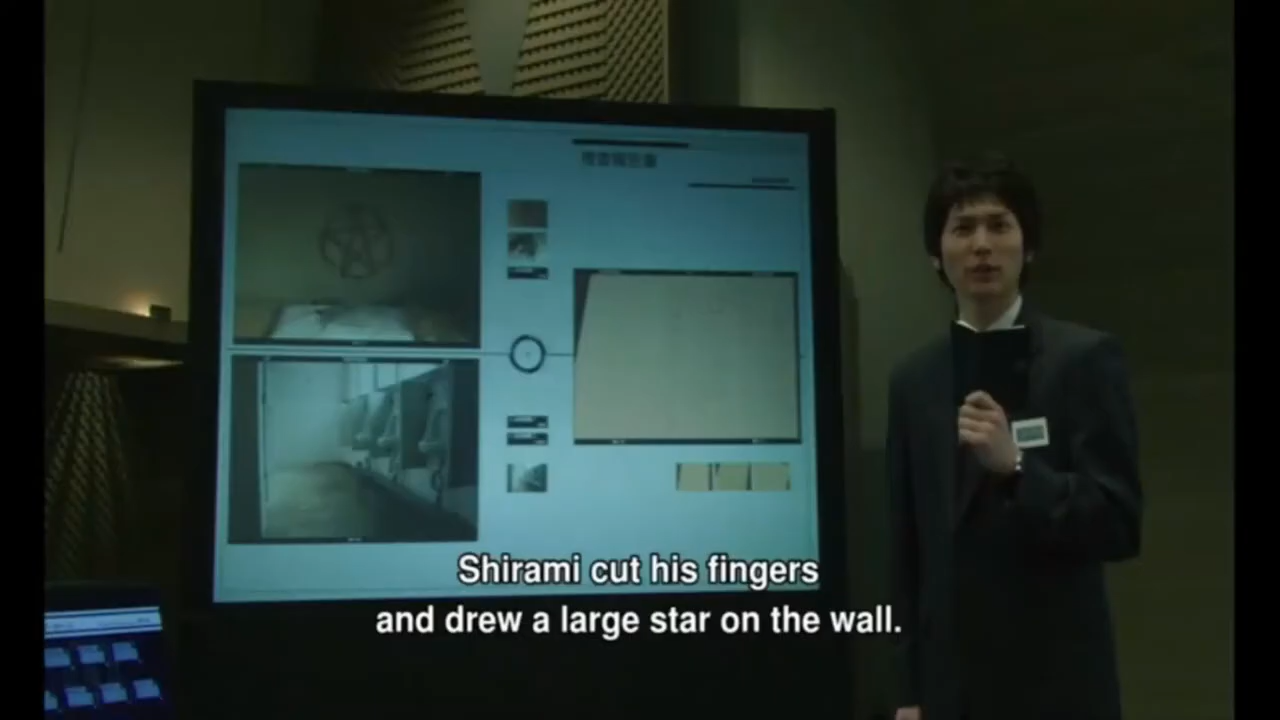 Shirami cut his fingers
and drew a large star on the wall.